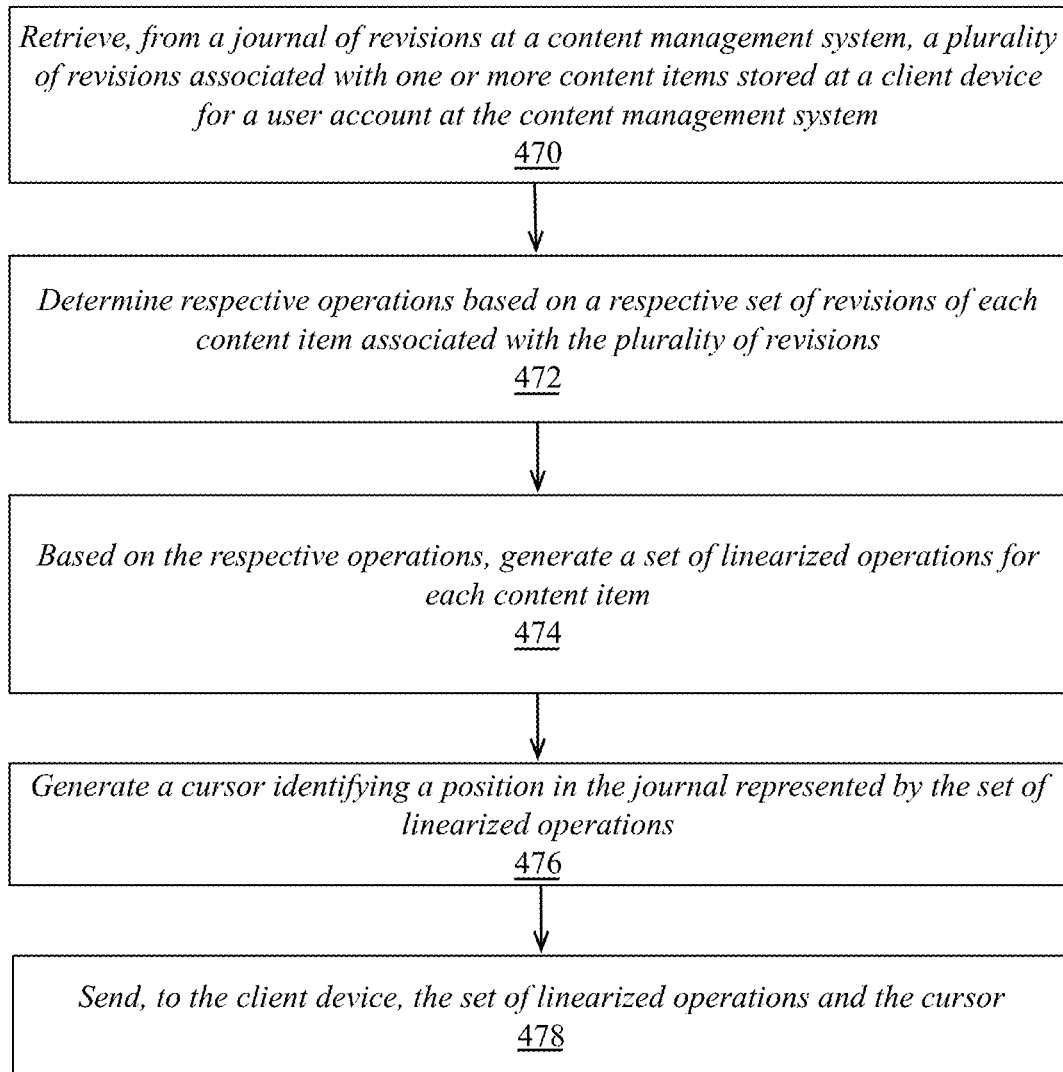 Retrieve, from a journal of revisions at a content management system, a plurality
of revisions associated with one or more content items stored at a client device
for a user account at the content management system
470
Determine respective operations based on a respective set of revisions of each
content item associated with the plurality of revisions
472
Based on the respective operations, generate a set of linearized operations for
each content item
474
Generate a cursor identifying a position in the journal represented by the set of
linearized operations
476
Send, to the client device, the set of linearized operations and the cursor
478